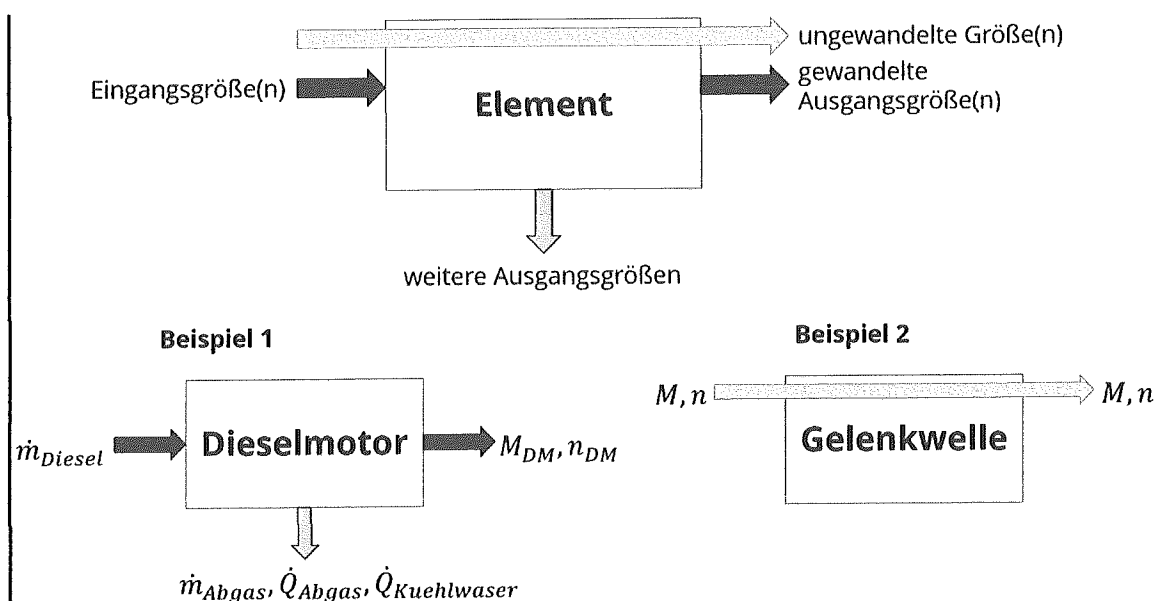 ungewandelte Größe(n)
Eingangsgröße(n)
Element
gewandelte
Ausgangsgröße(n)
weitere Ausgangsgrößen
Beispiel 1
ṁ_Diesel
Dieselmotor
M_DM, n_DM
ṁ_Abgas, Q̇_Abgas, Q̇_Kuehlwaser
Beispiel 2
M, n
M, n
Gelenkwelle